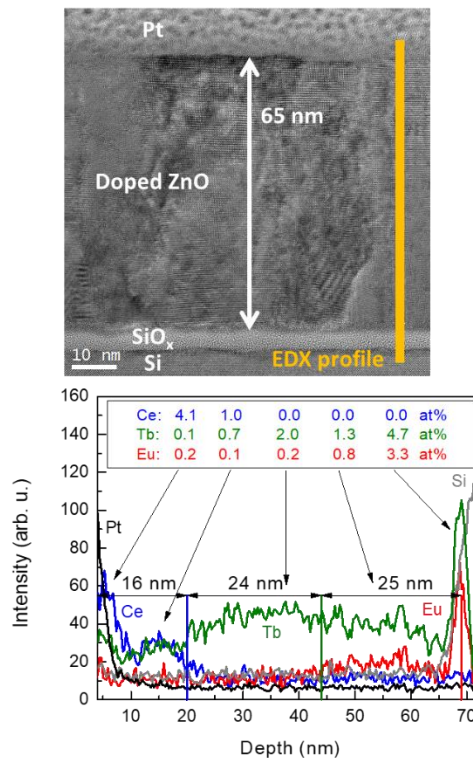 Pt
65 nm
Doped ZnO
SiOx
10 nm
Si
EDX profile
160
140
120
100
80
60
40
20
0
Intensity (arb. u.)
Ce: 4.1 1.0 0.0 0.0 0.0 at%
Tb: 0.1 0.7 2.0 1.3 4.7 at%
Eu: 0.2 0.1 0.2 0.8 3.3 at%
Si
Pt
16 nm 24 nm 25 nm
Ce
Tb
Eu
10 20 30 40 50 60 70
Depth (nm)